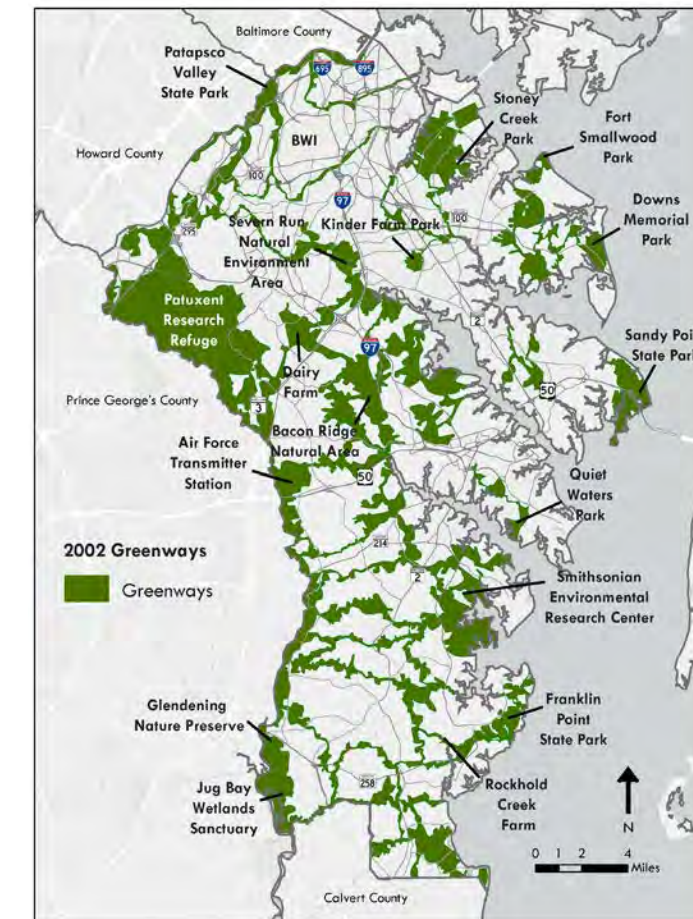 Baltimore County
Patapsco
Valley
State Park
695
895
Stoney
Creek
Park
Fort
Smallwood
Park
Howard County
BWI
100
97
100
Downs
Memorial
Park
295
Severn Run
Natural
Environment
Area
Kinder Farm Park
Patuxent
Research
Refuge
2
97
Sandy Poi
State Par
Dairy
Farm
50
Prince George's County
3
Bacon Ridge
Natural Area
Air Force
Transmitter
Station
50
Quiet
Waters
Park
214
2002 Greenways
Greenways
2
Smithsonian
Environmental
Research Center
Glendening
Nature Preserve
Franklin
Point
State Park
Jug Bay
Wetlands
Sanctuary
258
Rockhold
Creek
Farm
N
0 1 2 4
Miles
Calvert County